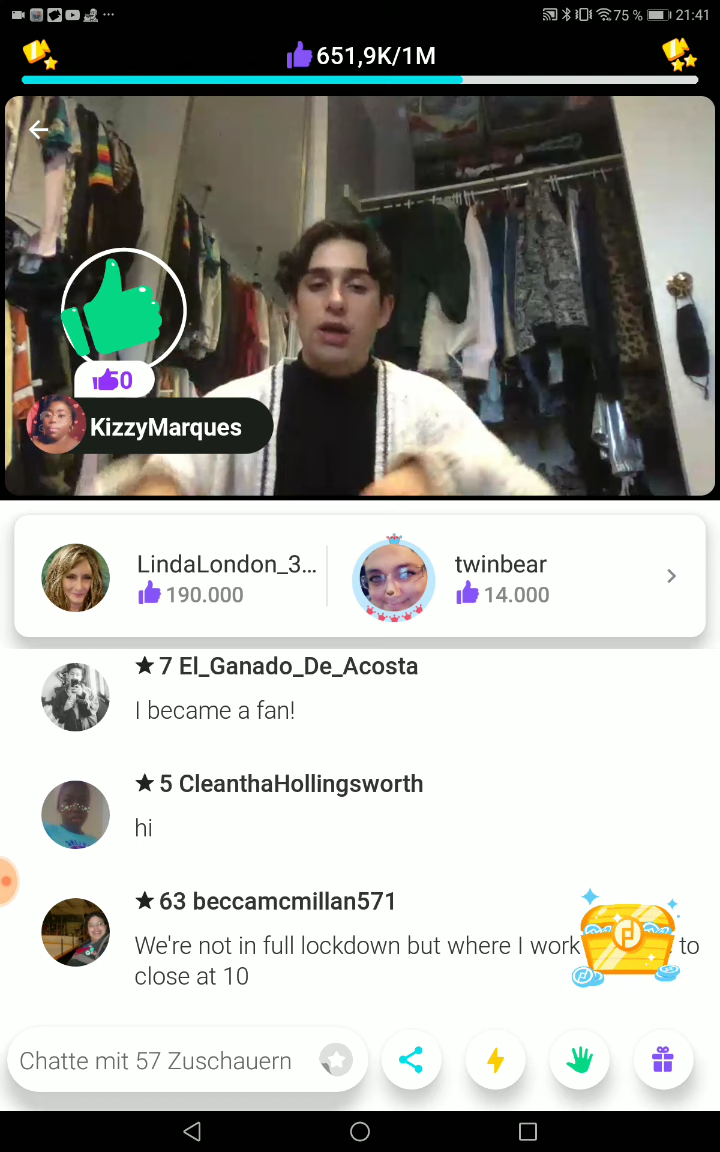 75 % 21:41
651,9K/1M
50
KizzyMarques
LindaLondon_3... twinbear
190.000 14.000
★ 7 El_Ganado_De_Acosta
I became a fan!
★ 5 CleanthaHollingsworth
hi
★ 63 beccamcmillan571
We're not in full lockdown but where I work to
close at 10
Chatte mit 57 Zuschauern